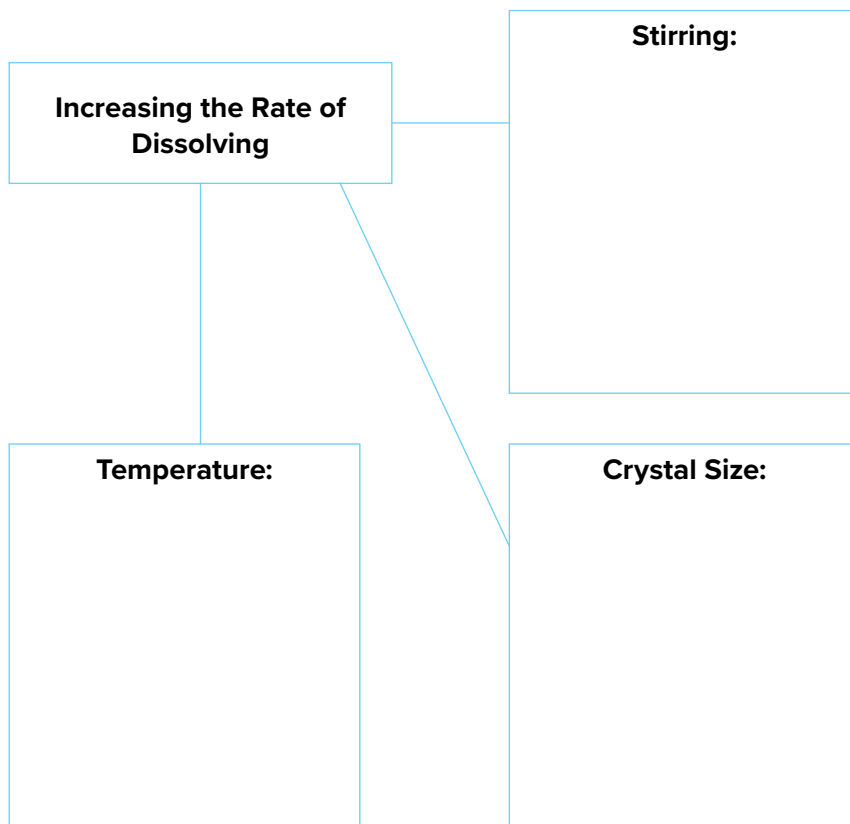 Increasing the Rate of
Dissolving
Stirring:
Temperature:
Crystal Size: